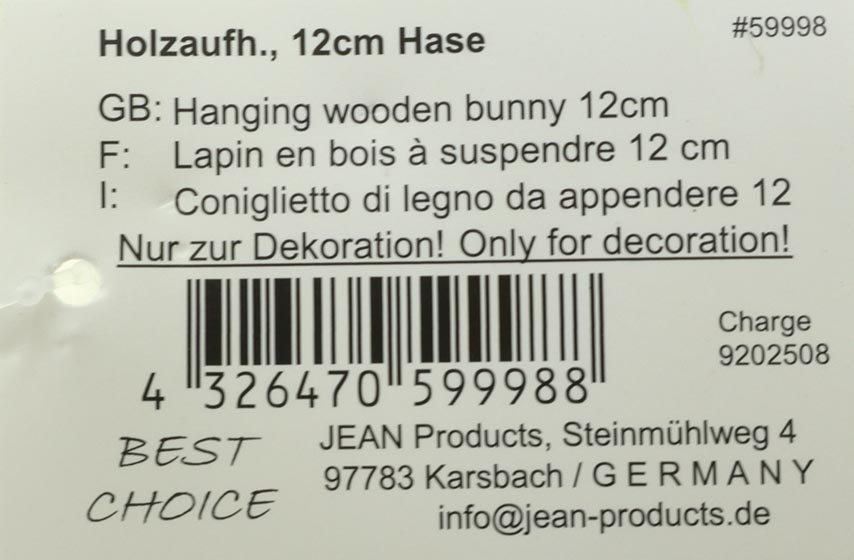 Holzaufh., 12cm Hase
#59998
GB: Hanging wooden bunny 12cm
F: Lapin en bois à suspendre 12 cm
I: Coniglietto di legno da appendere 12
Nur zur Dekoration! Only for decoration!
Charge
9202508
4 326470 599988
BEST
CHOICE
JEAN Products, Steinmühlweg 4
97783 Karsbach / GERMANY
info@jean-products.de